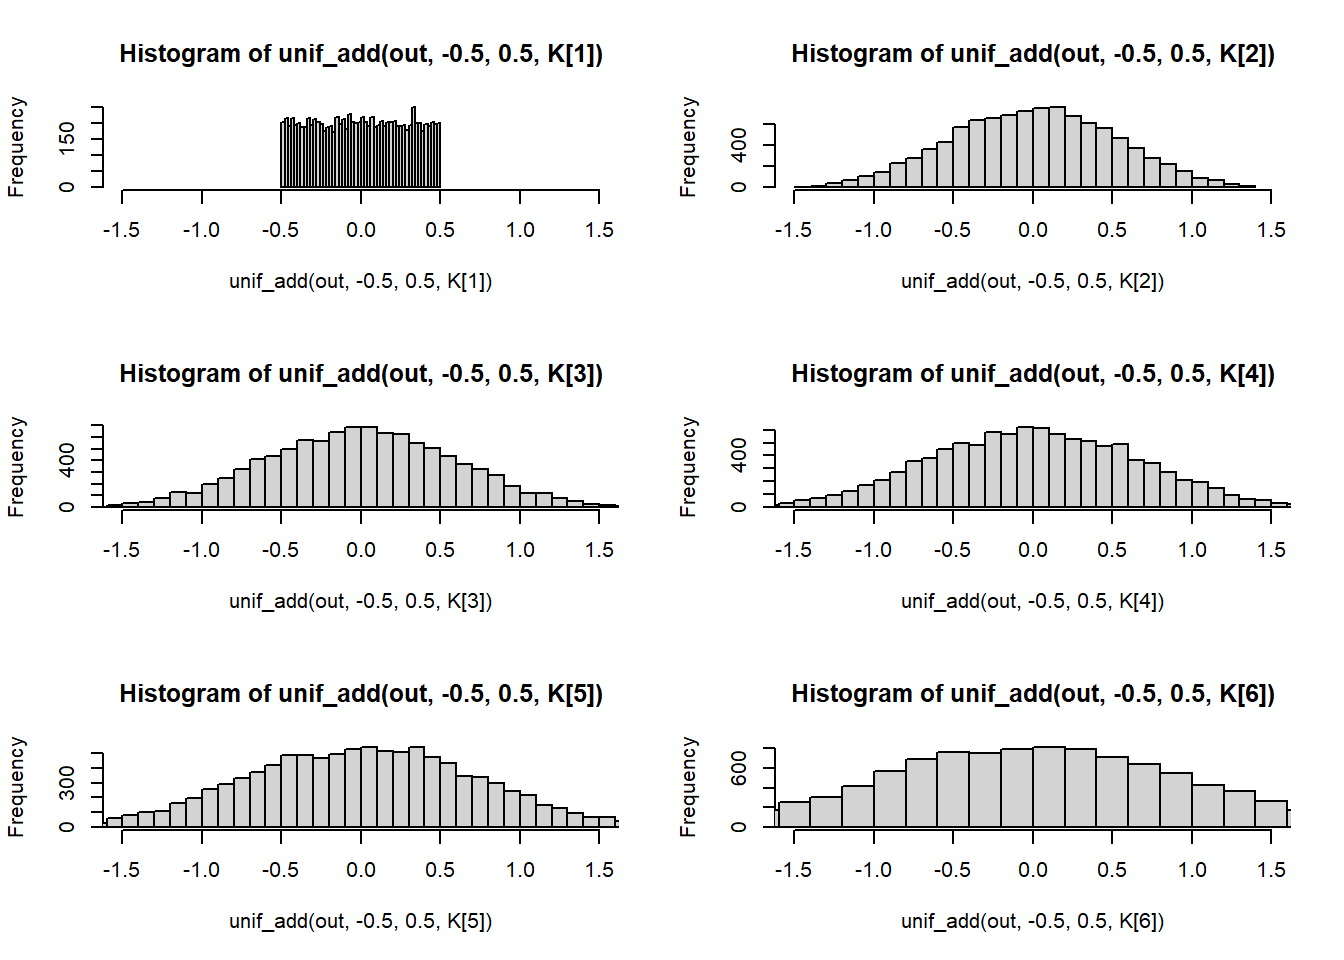 Histogram of unif_add(out, -0.5, 0.5, K[1])
Frequency
150
0
-1.5 -1.0 -0.5 0.0 0.5 1.0 1.5
unif_add(out, -0.5, 0.5, K[1])
Histogram of unif_add(out, -0.5, 0.5, K[2])
Frequency
400
0
-1.5 -1.0 -0.5 0.0 0.5 1.0 1.5
unif_add(out, -0.5, 0.5, K[2])
Histogram of unif_add(out, -0.5, 0.5, K[3])
Frequency
400
0
-1.5 -1.0 -0.5 0.0 0.5 1.0 1.5
unif_add(out, -0.5, 0.5, K[3])
Histogram of unif_add(out, -0.5, 0.5, K[4])
Frequency
400
0
-1.5 -1.0 -0.5 0.0 0.5 1.0 1.5
unif_add(out, -0.5, 0.5, K[4])
Histogram of unif_add(out, -0.5, 0.5, K[5])
Frequency
300
0
-1.5 -1.0 -0.5 0.0 0.5 1.0 1.5
unif_add(out, -0.5, 0.5, K[5])
Histogram of unif_add(out, -0.5, 0.5, K[6])
Frequency
600
0
-1.5 -1.0 -0.5 0.0 0.5 1.0 1.5
unif_add(out, -0.5, 0.5, K[6])